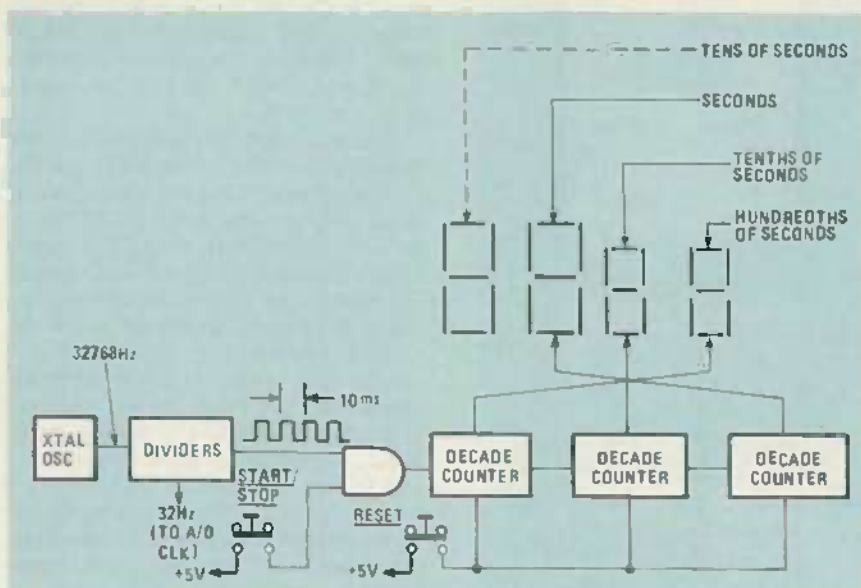 TENS OF SECONDS
SECONDS
TENTHS OF
SECONDS
HUNDREDTHS
OF SECONDS
32768Hz
10ms
XTAL
OSC
DIVIDERS
START/
STOP
32Hz
(TO A/D
CLK)
+5V
RESET
+5V
DECADE
COUNTER
DECADE
COUNTER
DECADE
COUNTER